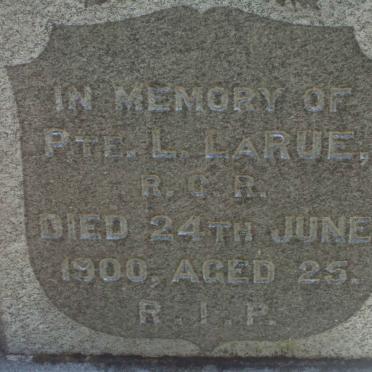 IN MEMORY OF
PTE. L. LARUE,
R. C. R.
DIED 24TH JUNE
1900, AGED 25.
R. I. P.